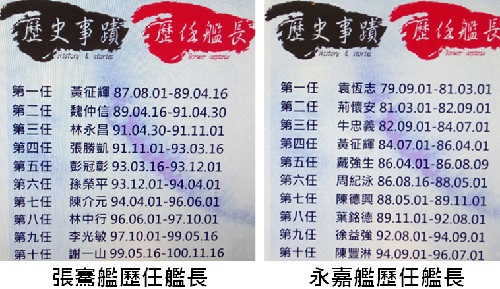 歷史事蹟
History & stories
歷任艦長
former captains
第一任 黃征輝 87.08.01-89.04.16
第二任 魏仲信 89.04.16-91.04.30
第三任 林永昌 91.04.30-91.11.01
第四任 張勝凱 91.11.01-93.03.16
第五任 彭冠彰 93.03.16-93.12.01
第六任 孫榮平 93.12.01-94.04.01
第七任 陳介元 94.04.01-96.06.01
第八任 林中行 96.06.01-97.10.01
第九任 李光敏 97.10.01-99.05.16
第十任 謝一山 99.05.16-100.11.16
張騫艦歷任艦長
歷史事蹟
History & stories
歷任艦長
former captains
第一任 袁恆志 79.09.01-81.03.01
第二任 荊懷安 81.03.01-82.09.01
第三任 牛忠義 82.09.01-84.07.01
第四任 黃征輝 84.07.01-86.04.01
第五任 戴強生 86.04.01-86.08.09
第六任 周紀泳 86.08.16-88.05.01
第七任 陳德興 88.05.01-89.11.01
第八任 葉銘德 89.11.01-92.08.01
第九任 徐益強 92.08.01-94.09.01
第十任 陳豐淋 94.09.01-96.07.01
永嘉艦歷任艦長